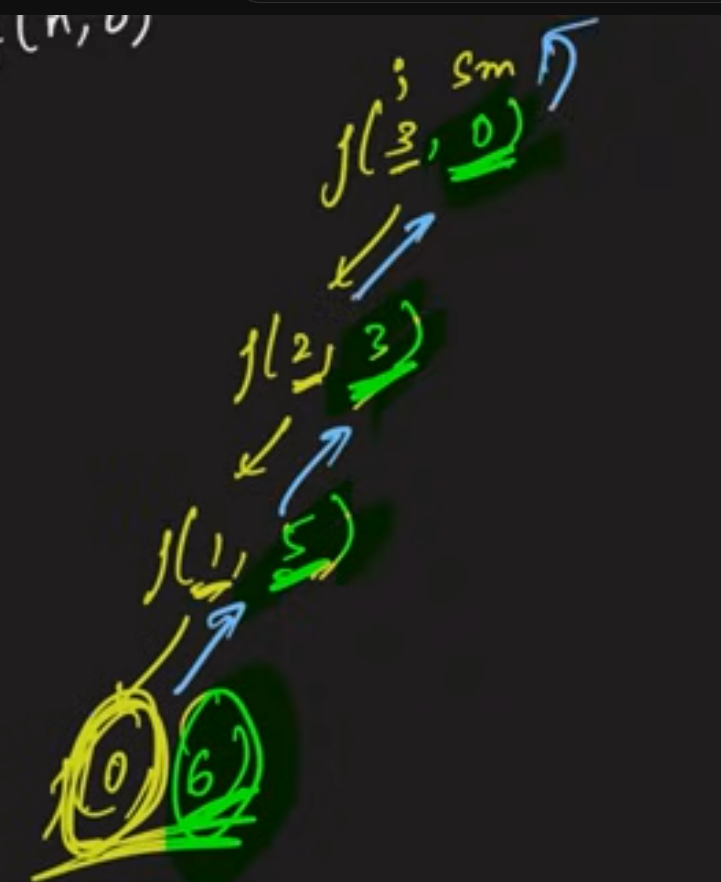 (n, 0)
i sm
f(3, 0)
f(2, 3)
f(1, 5)
f(0 6)